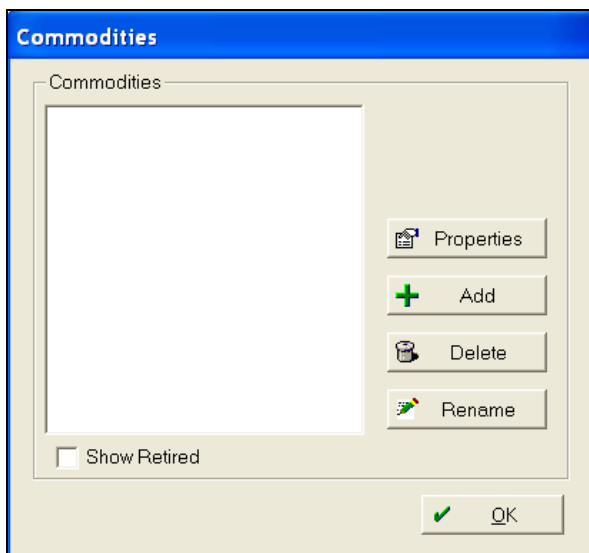 Commodities
Commodities
Properties
Add
Delete
Rename
Show Retired
OK